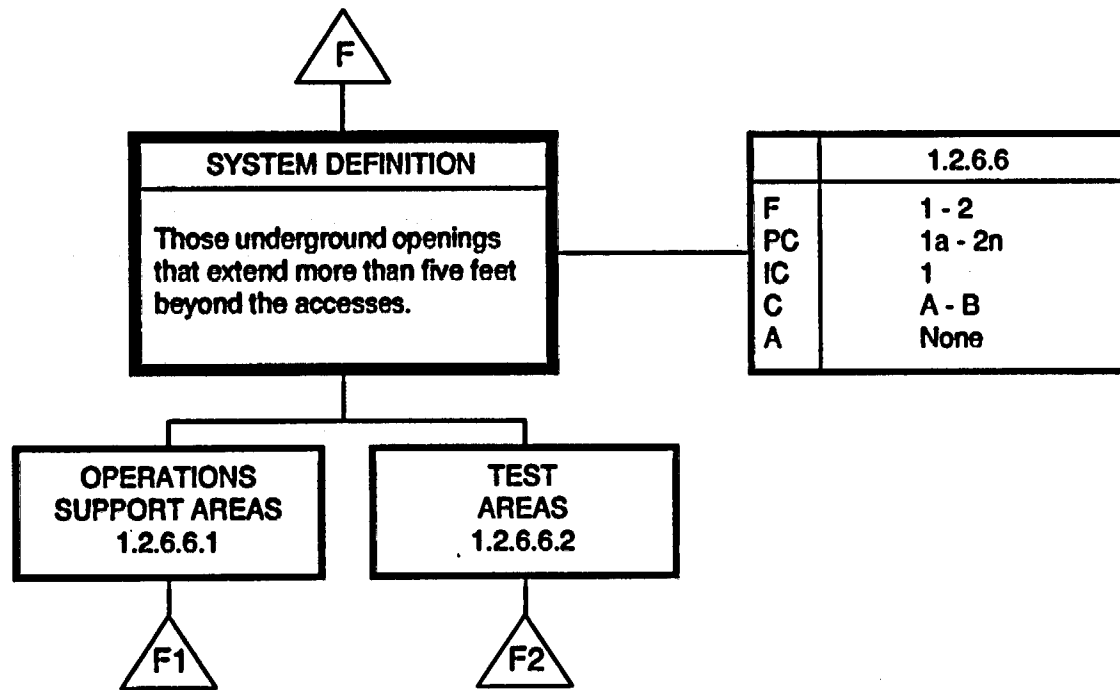 F
SYSTEM DEFINITION
Those underground openings
that extend more than five feet
beyond the accesses.
1.2.6.6
F 1 - 2
PC 1a - 2n
IC 1
C A - B
A None
OPERATIONS
SUPPORT AREAS
1.2.6.6.1
TEST
AREAS
1.2.6.6.2
F1
F2